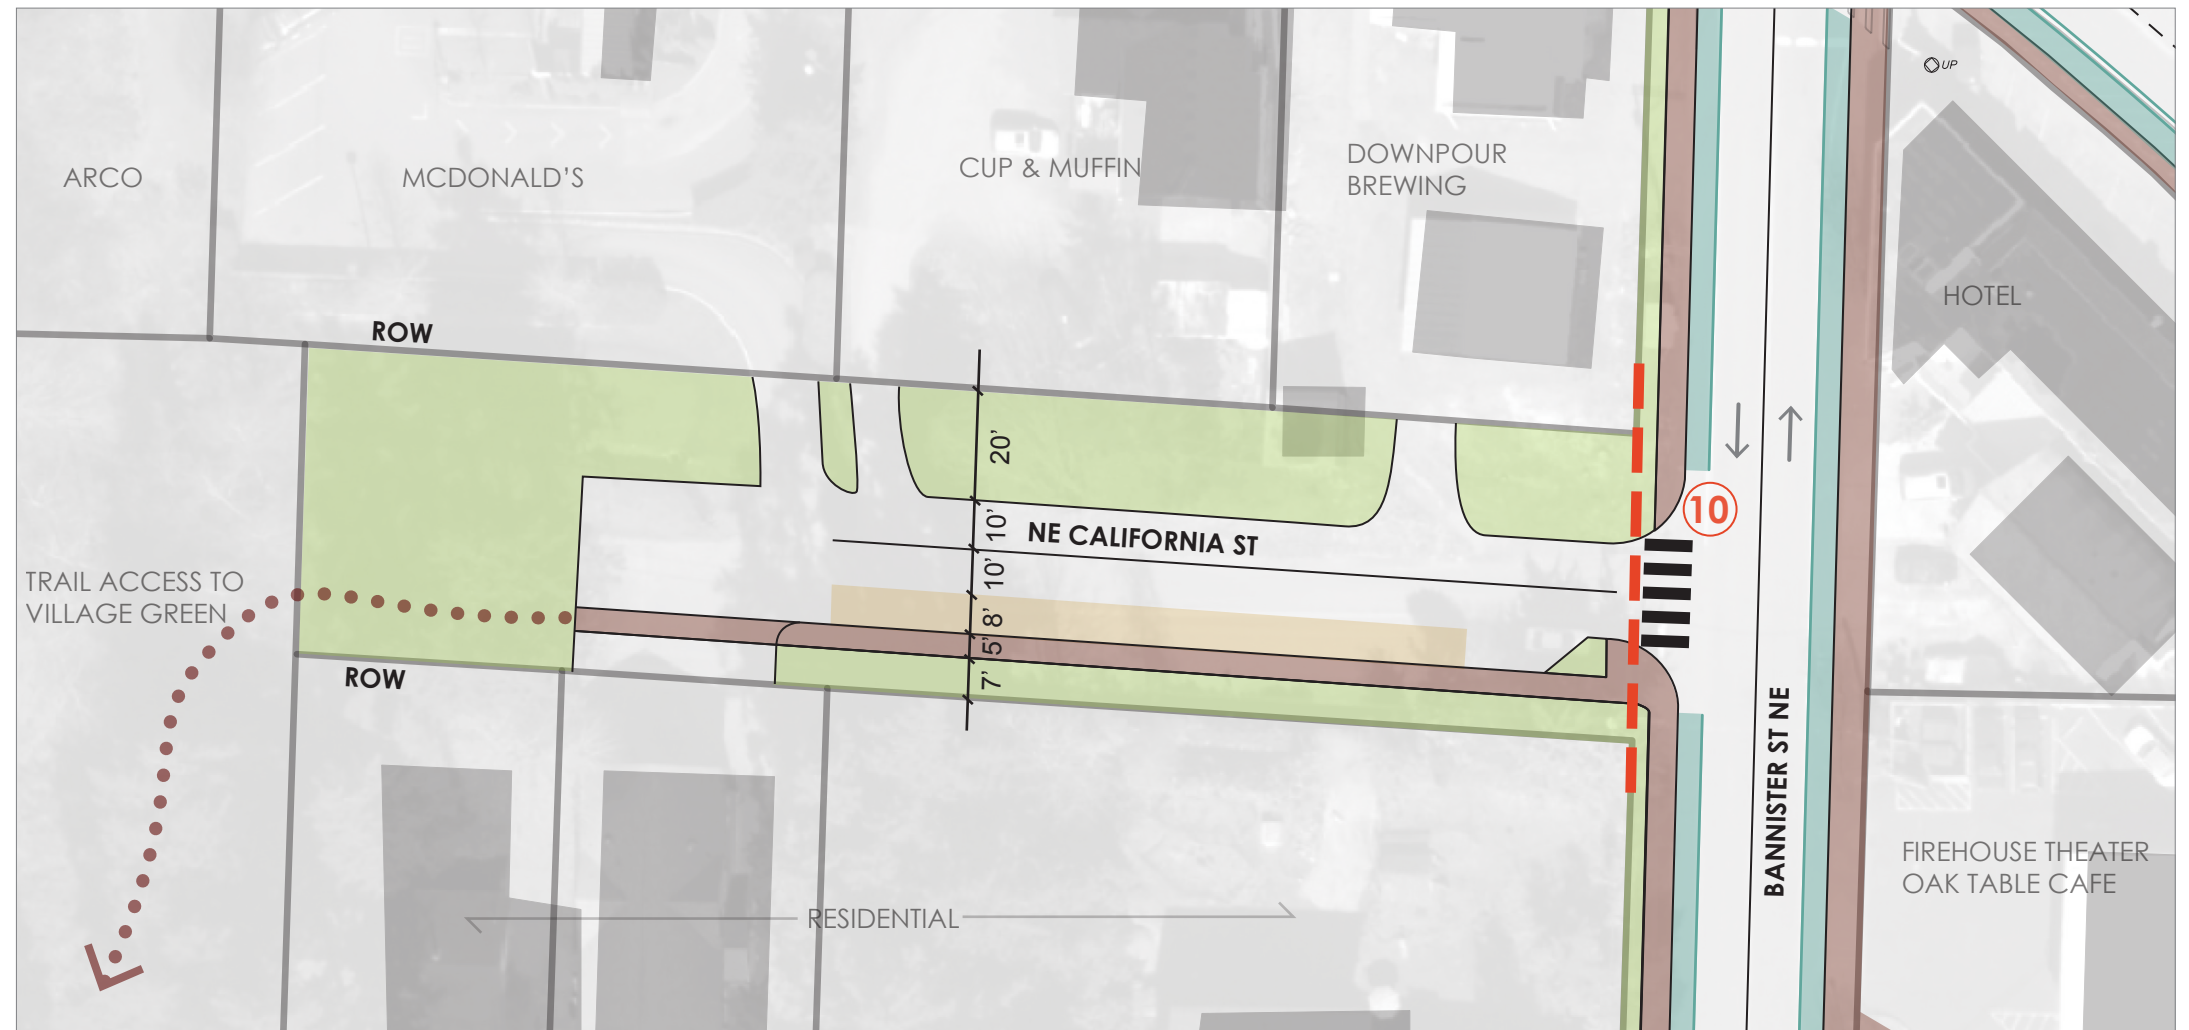 UP
DOWNPOUR
BREWING
CUP & MUFFIN
ARCO
MCDONALD'S
HOTEL
ROW
20'
10
10'
NE CALIFORNIA ST
10'
TRAIL ACCESS TO
VILLAGE GREEN
8'
5'
7'
ROW
BANNISTER ST NE
FIREHOUSE THEATER
OAK TABLE CAFE
RESIDENTIAL